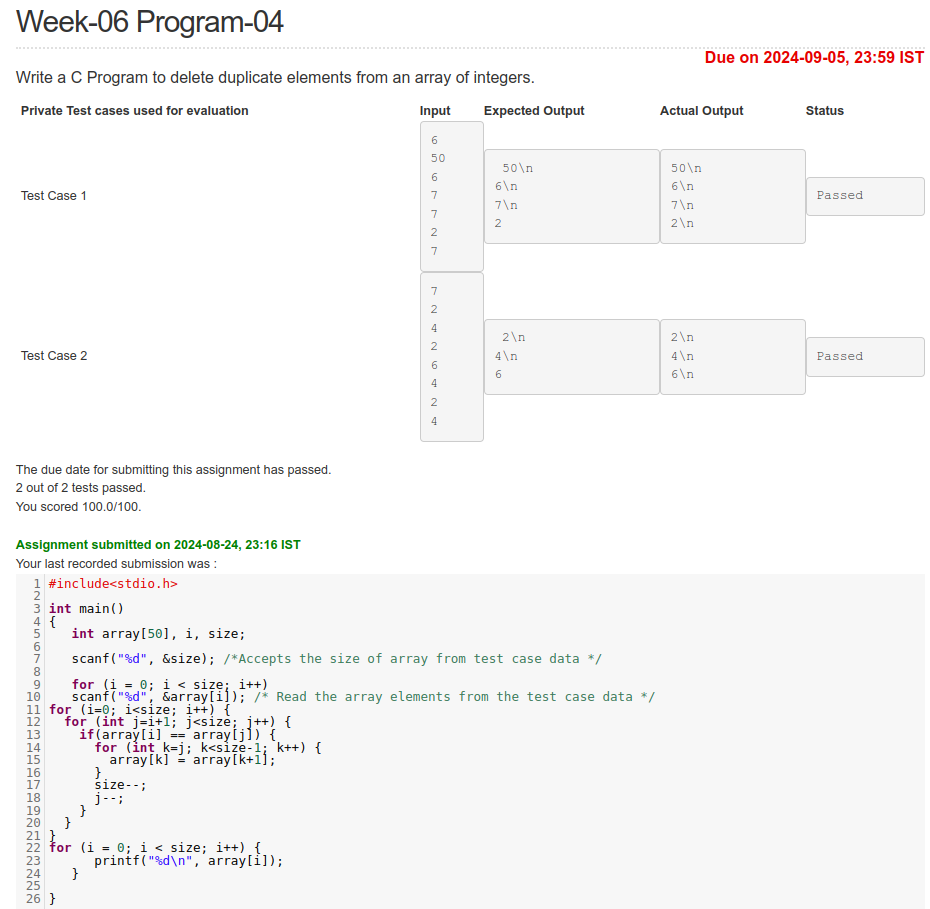 Week-06 Program-04
Due on 2024-09-05, 23:59 IST
Write a C Program to delete duplicate elements from an array of integers.
Private Test cases used for evaluation Input Expected Output Actual Output Status
Test Case 1
6
50
6
7
7
2
7
50\n
6\n
7\n
2
50\n
6\n
7\n
2\n
Passed
Test Case 2
7
2
4
2
6
4
2
4
2\n
4\n
6
2\n
4\n
6\n
Passed
The due date for submitting this assignment has passed.
2 out of 2 tests passed.
You scored 100.0/100.
Assignment submitted on 2024-08-24, 23:16 IST
Your last recorded submission was :
1 #include<stdio.h>
2
3 int main()
4 {
5    int array[50], i, size;
6
7    scanf("%d", &size); /*Accepts the size of array from test case data */
8
9    for (i = 0; i < size; i++)
10    scanf("%d", &array[i]); /* Read the array elements from the test case data */
11 for (i=0; i<size; i++) {
12   for (int j=i+1; j<size; j++) {
13     if(array[i] == array[j]) {
14       for (int k=j; k<size-1; k++) {
15         array[k] = array[k+1];
16       }
17       size--;
18       j--;
19     }
20   }
21 }
22 for (i = 0; i < size; i++) {
23       printf("%d\n", array[i]);
24    }
25
26 }